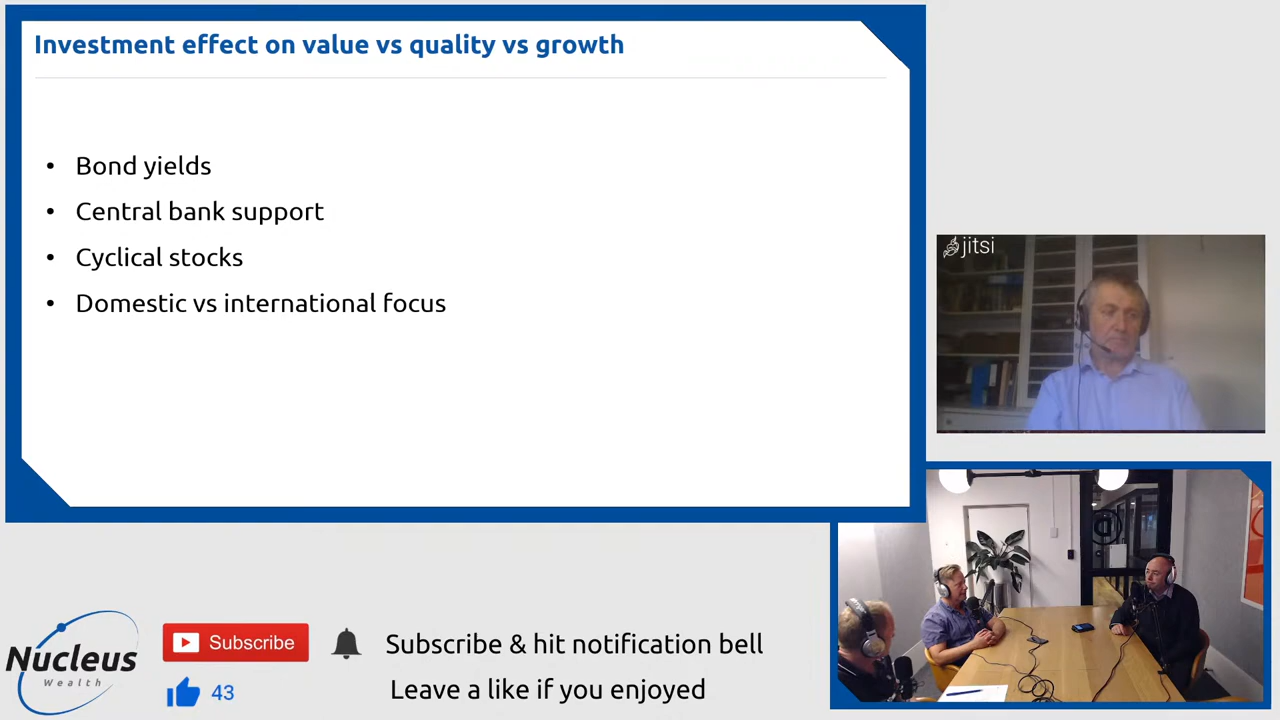 Investment effect on value vs quality vs growth
• Bond yields
• Central bank support
• Cyclical stocks
• Domestic vs international focus
jitsi
Nucleus
Wealth
Subscribe
43
Subscribe & hit notification bell
Leave a like if you enjoyed